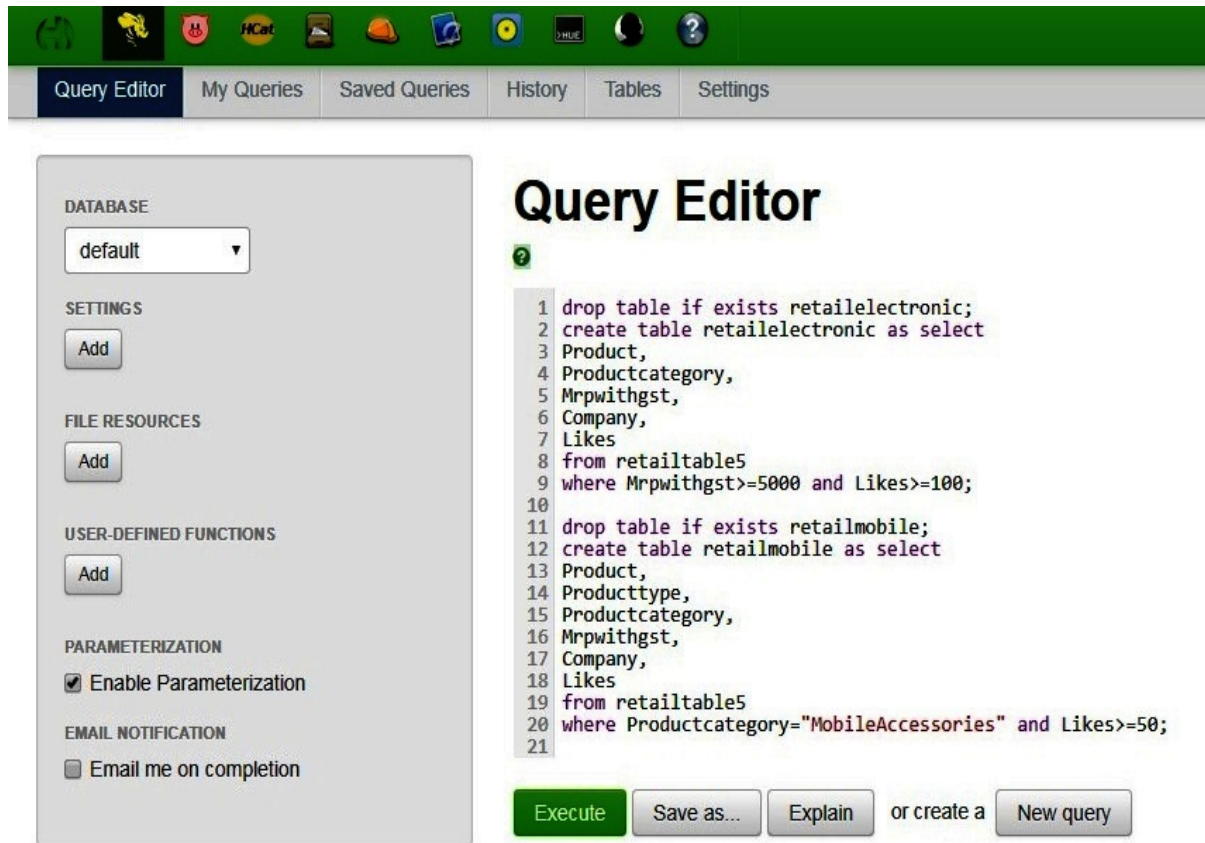 HCat
>HUE
?
Query Editor My Queries Saved Queries History Tables Settings
DATABASE
default
SETTINGS
Add
FILE RESOURCES
Add
USER-DEFINED FUNCTIONS
Add
PARAMETERIZATION
Enable Parameterization
EMAIL NOTIFICATION
Email me on completion
Query Editor
?
1 drop table if exists retailelectronic;
2 create table retailelectronic as select
3 Product,
4 Productcategory,
5 Mrpwithgst,
6 Company,
7 Likes
8 from retailtable5
9 where Mrpwithgst>=5000 and Likes>=100;
10
11 drop table if exists retailmobile;
12 create table retailmobile as select
13 Product,
14 Producttype,
15 Productcategory,
16 Mrpwithgst,
17 Company,
18 Likes
19 from retailtable5
20 where Productcategory="MobileAccessories" and Likes>=50;
21
Execute Save as... Explain or create a New query